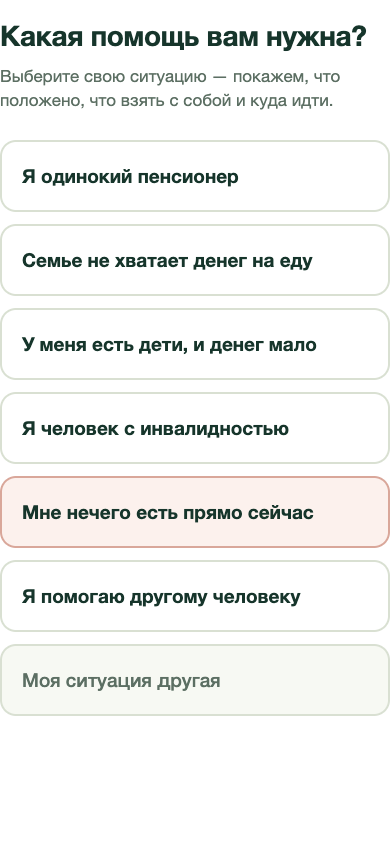 Какая помощь вам нужна?
Выберите свою ситуацию — покажем, что
положено, что взять с собой и куда идти.
Я одинокий пенсионер
Семье не хватает денег на еду
У меня есть дети, и денег мало
Я человек с инвалидностью
Мне нечего есть прямо сейчас
Я помогаю другому человеку
Моя ситуация другая